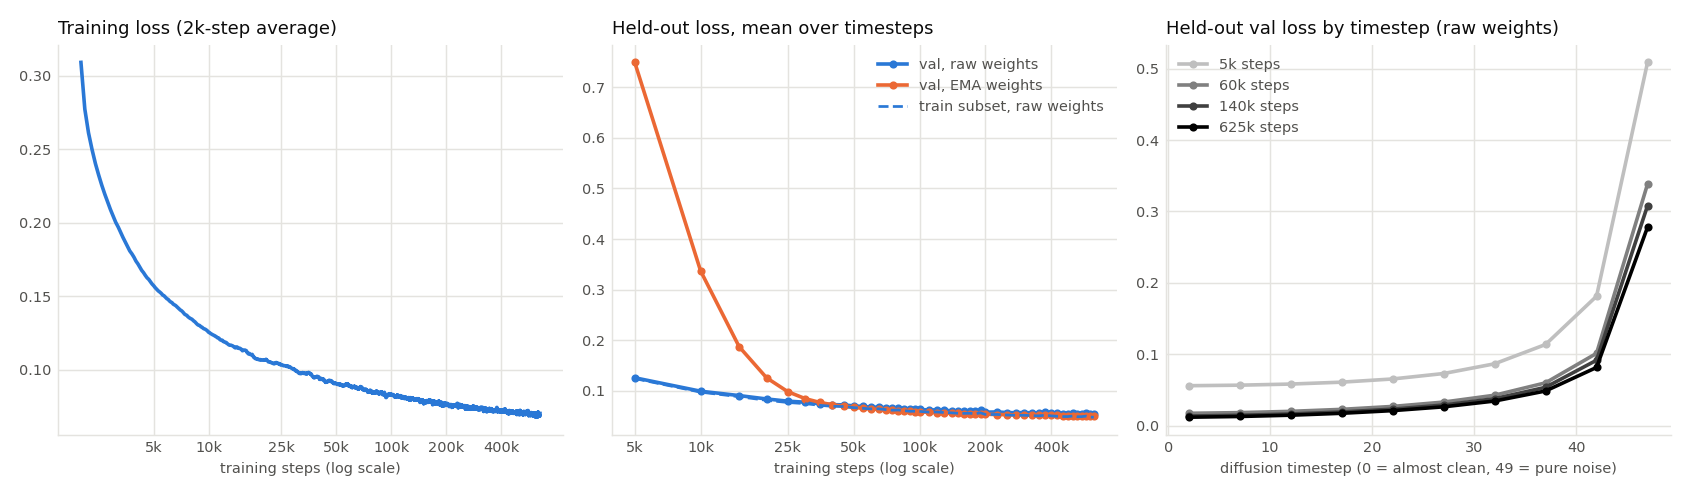 Training loss (2k-step average)
0.30
0.25
0.20
0.15
0.10
5k 10k 25k 50k 100k 200k 400k
training steps (log scale)
Held-out loss, mean over timesteps
val, raw weights
val, EMA weights
train subset, raw weights
0.7
0.6
0.5
0.4
0.3
0.2
0.1
5k 10k 25k 50k 100k 200k 400k
training steps (log scale)
Held-out val loss by timestep (raw weights)
5k steps
60k steps
140k steps
625k steps
0.5
0.4
0.3
0.2
0.1
0.0
0 10 20 30 40
diffusion timestep (0 = almost clean, 49 = pure noise)